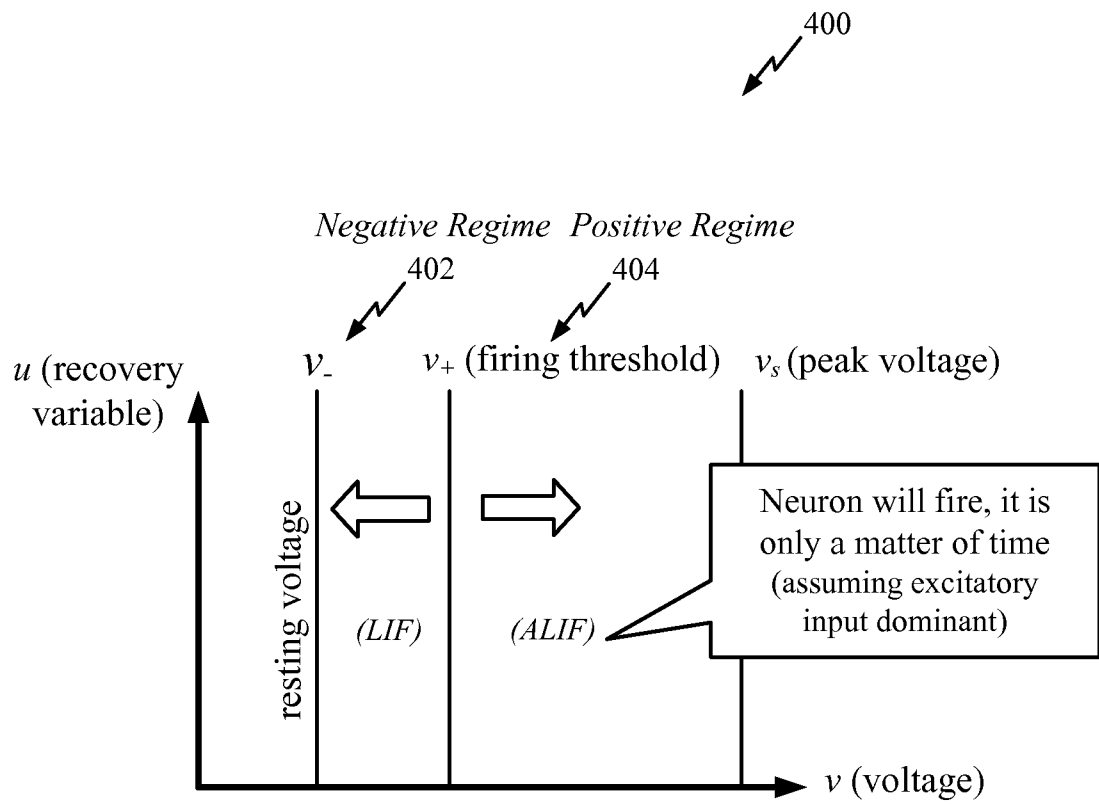 400
Negative Regime Positive Regime
402
404
u (recovery
variable)
v-
v+ (firing threshold)
vs (peak voltage)
resting voltage
(LIF)
(ALIF)
Neuron will fire, it is
only a matter of time
(assuming excitatory
input dominant)
v (voltage)